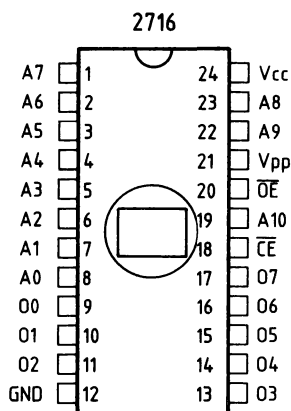 2716
A7 1 24 Vcc
A6 2 23 A8
A5 3 22 A9
A4 4 21 Vpp
A3 5 20 O̅E̅
A2 6 19 A10
A1 7 18 C̅E̅
A0 8 17 O7
O0 9 16 O6
O1 10 15 O5
O2 11 14 O4
GND 12 13 O3